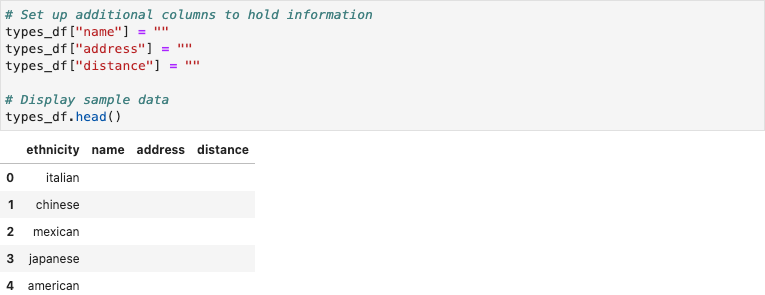 # Set up additional columns to hold information
types_df["name"] = ""
types_df["address"] = ""
types_df["distance"] = ""
# Display sample data
types_df.head()
ethnicity name address distance
0 italian
1 chinese
2 mexican
3 japanese
4 american